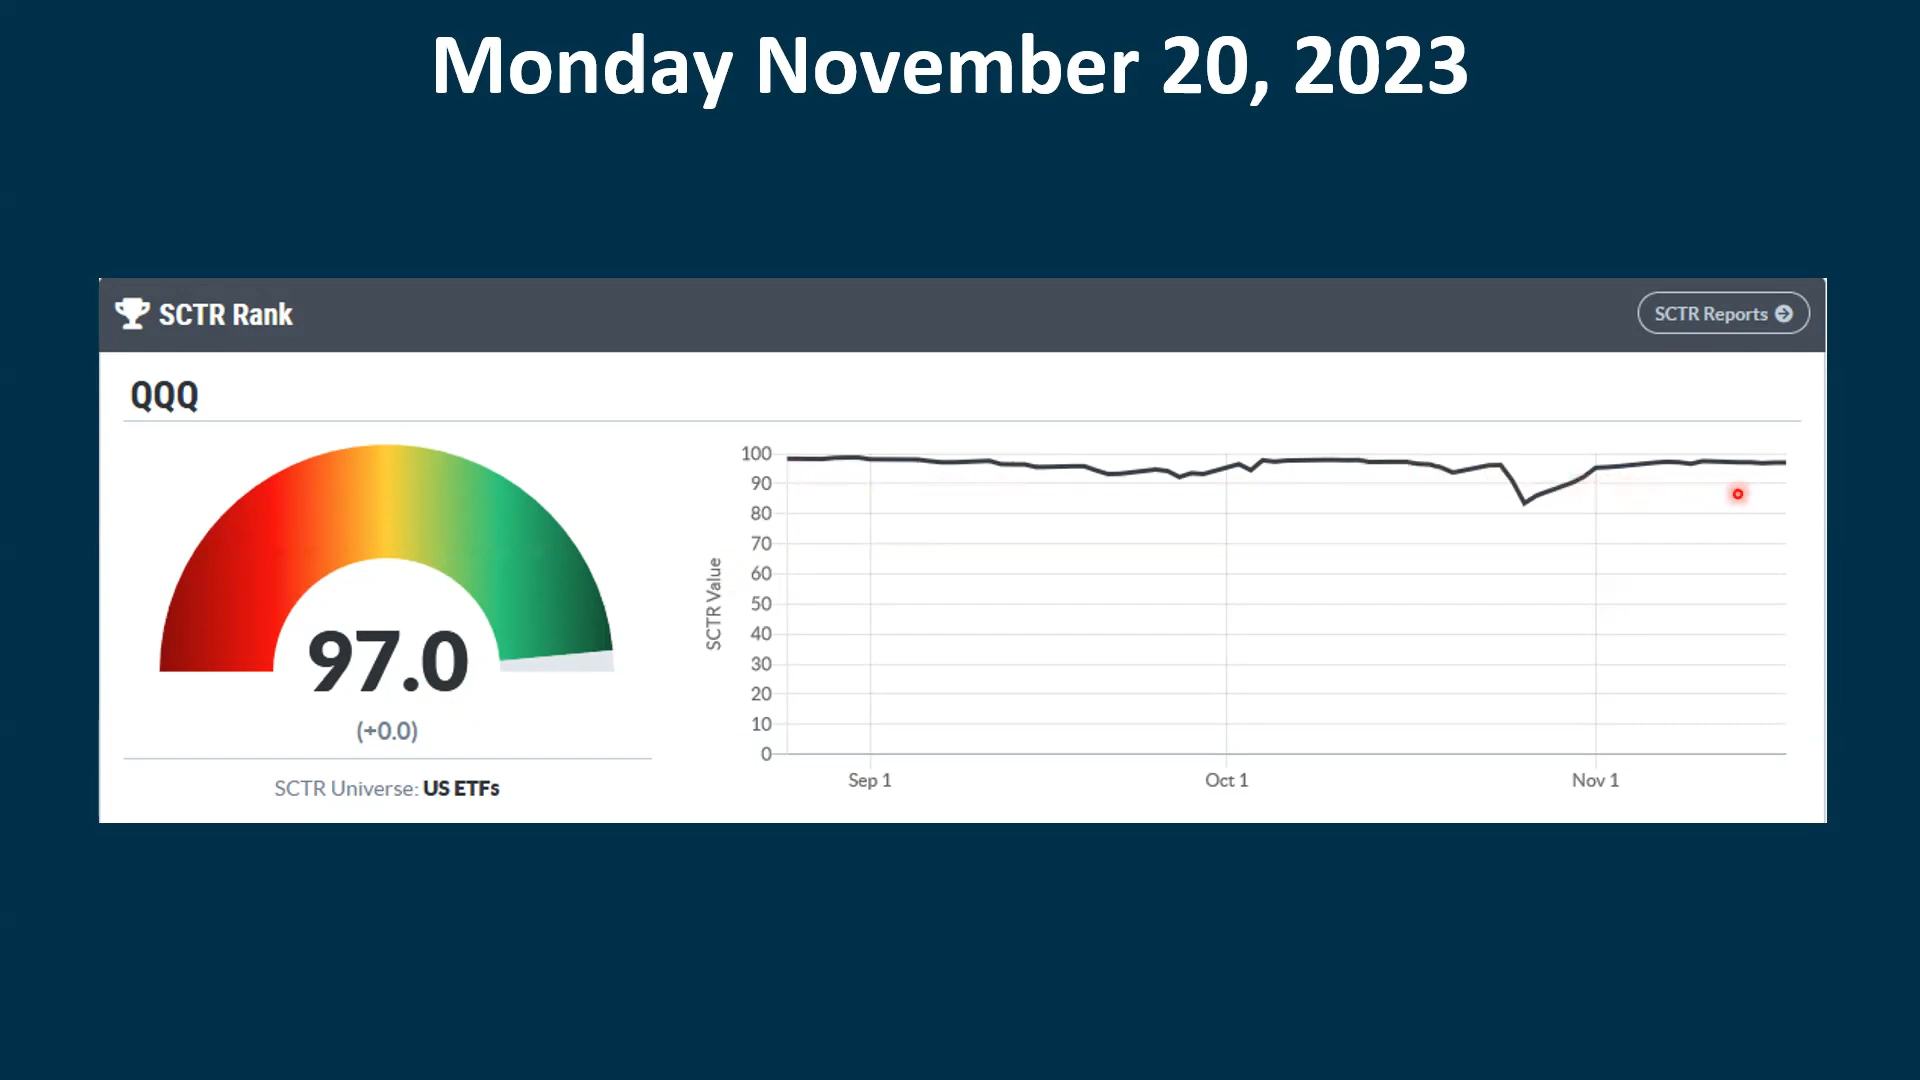 Monday November 20, 2023
SCTR Rank
SCTR Reports
QQQ
97.0
(+0.0)
SCTR Universe: US ETFs
SCTR Value
100
90
80
70
60
50
40
30
20
10
0
Sep 1
Oct 1
Nov 1